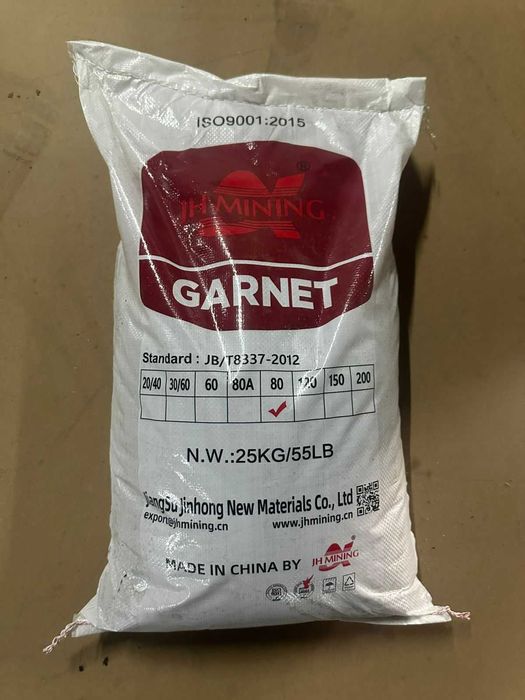 ISO9001:2015
®
JH MINING
GARNET
Standard : JB/T8337-2012
20/40 30/60 60 80A 80 120 150 200
N.W.:25KG/55LB
JiangSu Jinhong New Materials Co., Ltd
export@jhmining.cn www.jhmining.cn
MADE IN CHINA BY JH MINING